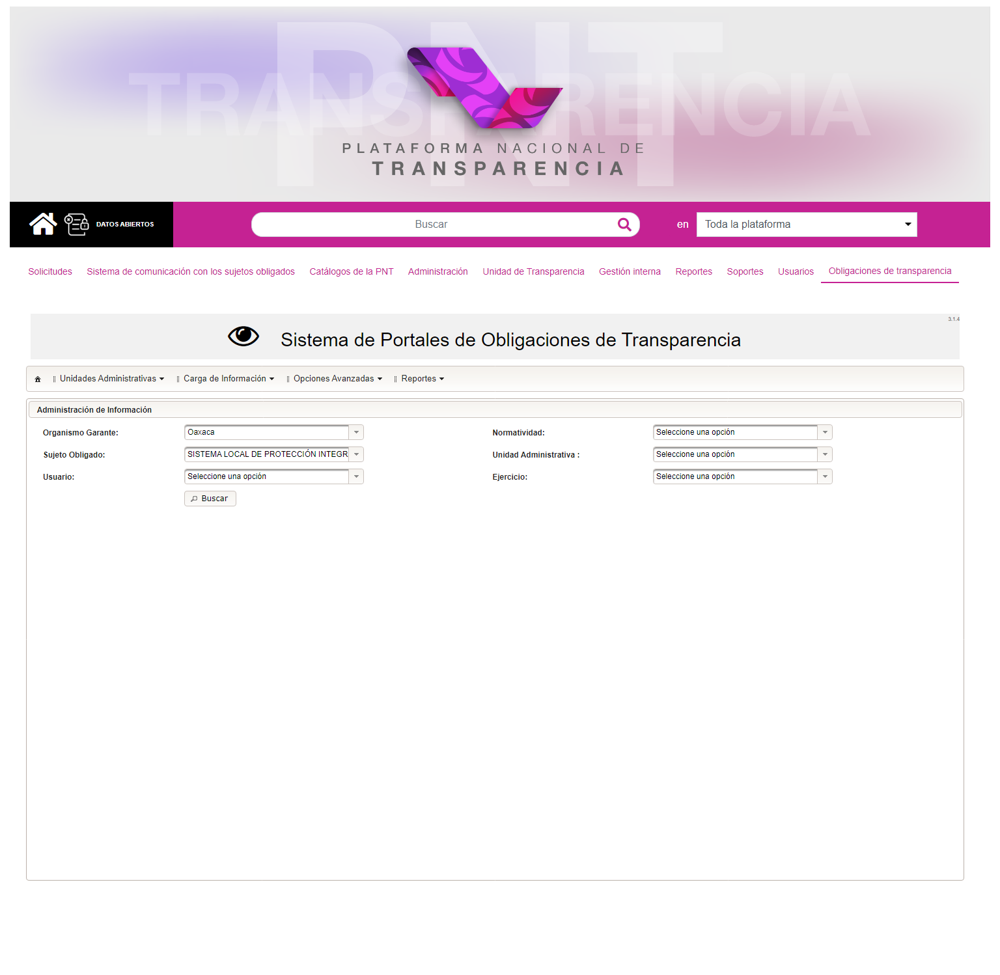 PNT
TRANSPARENCIA
PLATAFORMA NACIONAL DE
TRANSPARENCIA
DATOS ABIERTOS
Buscar
en
Toda la plataforma
Solicitudes
Sistema de comunicación con los sujetos obligados
Catálogos de la PNT
Administración
Unidad de Transparencia
Gestión interna
Reportes
Soportes
Usuarios
Obligaciones de transparencia
3.1.4
Sistema de Portales de Obligaciones de Transparencia
Unidades Administrativas
Carga de Información
Opciones Avanzadas
Reportes
Administración de Información
Organismo Garante:
Oaxaca
Normatividad:
Seleccione una opción
Sujeto Obligado:
SISTEMA LOCAL DE PROTECCIÓN INTEGR
Unidad Administrativa :
Seleccione una opción
Usuario:
Seleccione una opción
Ejercicio:
Seleccione una opción
Buscar